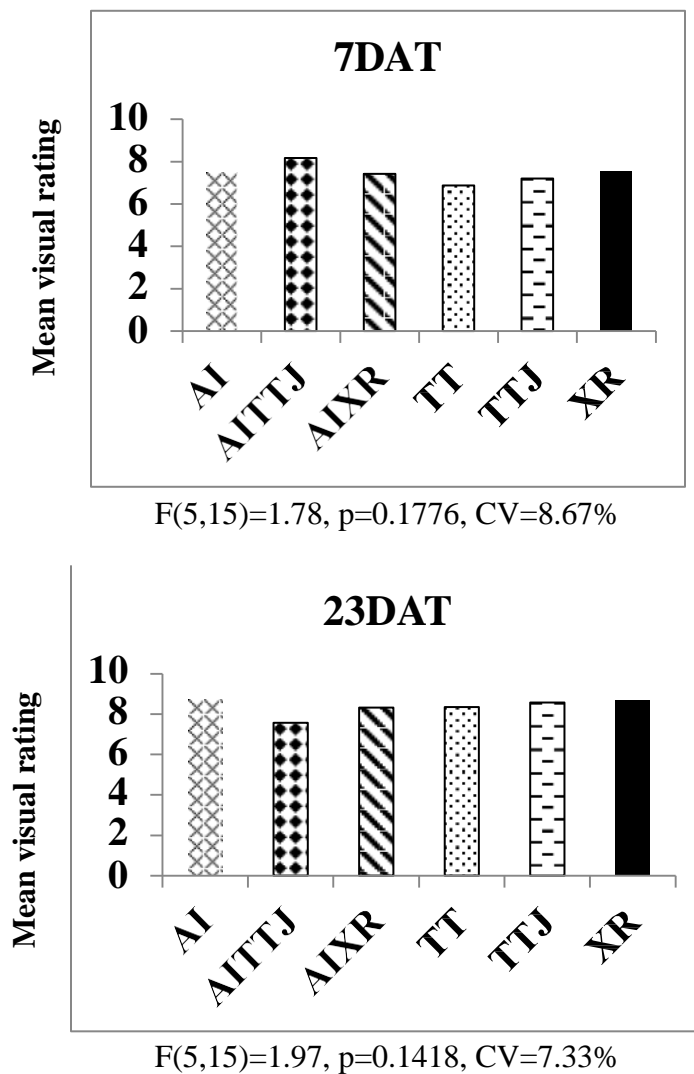 7DAT
Mean visual rating
10
8
6
4
2
0
AI
AITTJ
AIXR
TT
TTJ
XR
F(5,15)=1.78, p=0.1776, CV=8.67%
23DAT
Mean visual rating
10
8
6
4
2
0
AI
AITTJ
AIXR
TT
TTJ
XR
F(5,15)=1.97, p=0.1418, CV=7.33%